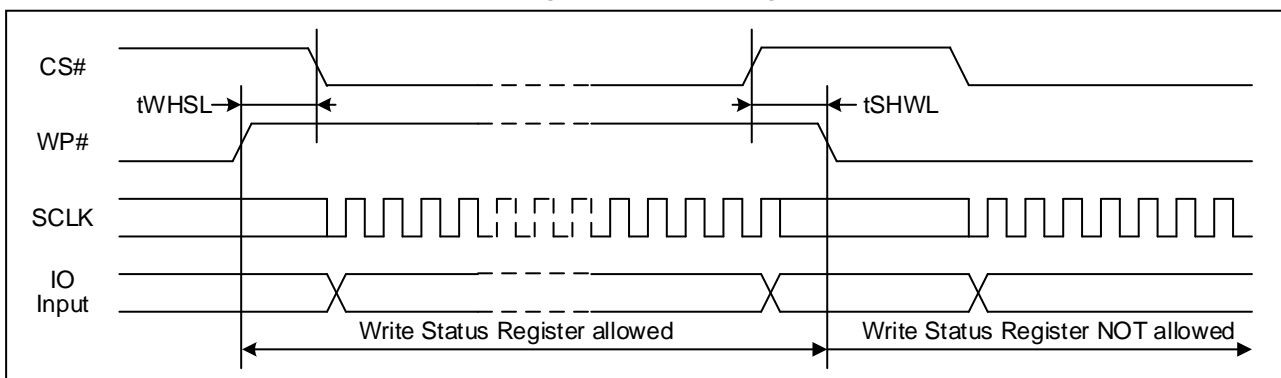 CS#
tWHSL
tSHWL
WP#
SCLK
IO
Input
Write Status Register allowed
Write Status Register NOT allowed